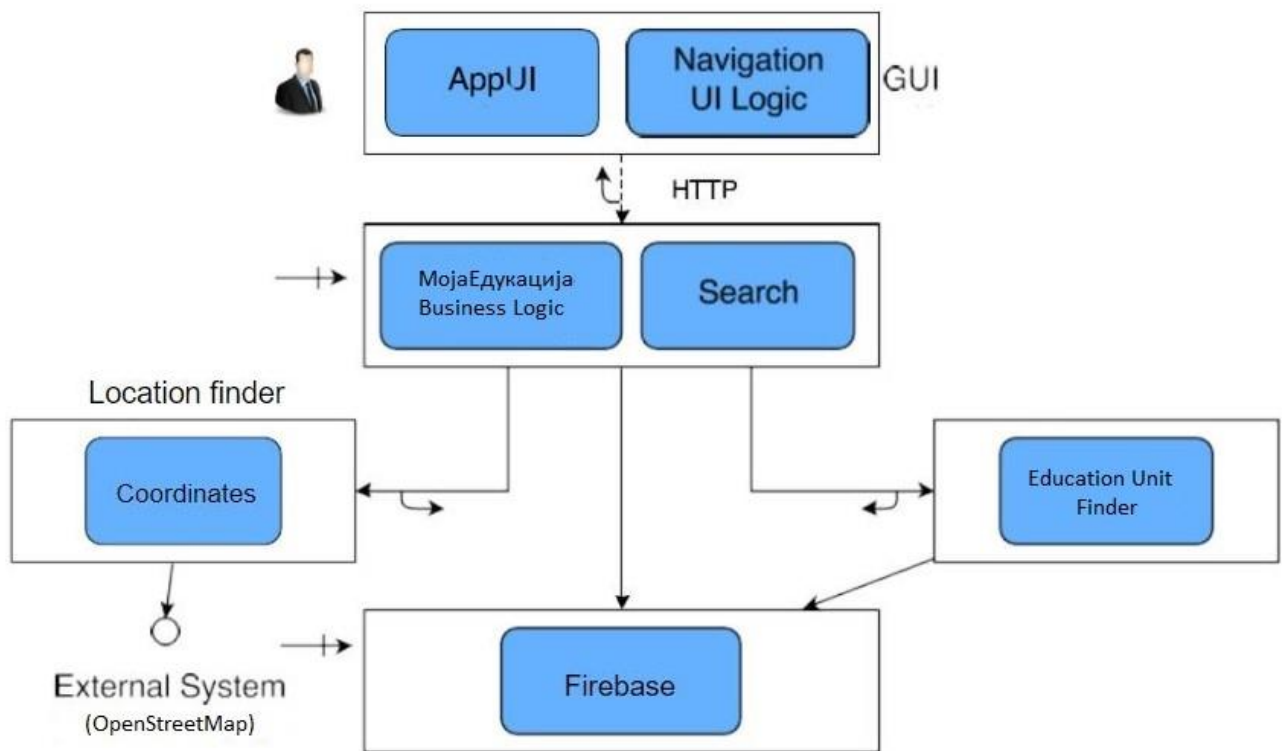 AppUI
Navigation
UI Logic
GUI
HTTP
МојаЕдукација
Business Logic
Search
Location finder
Coordinates
Education Unit
Finder
External System
(OpenStreetMap)
Firebase